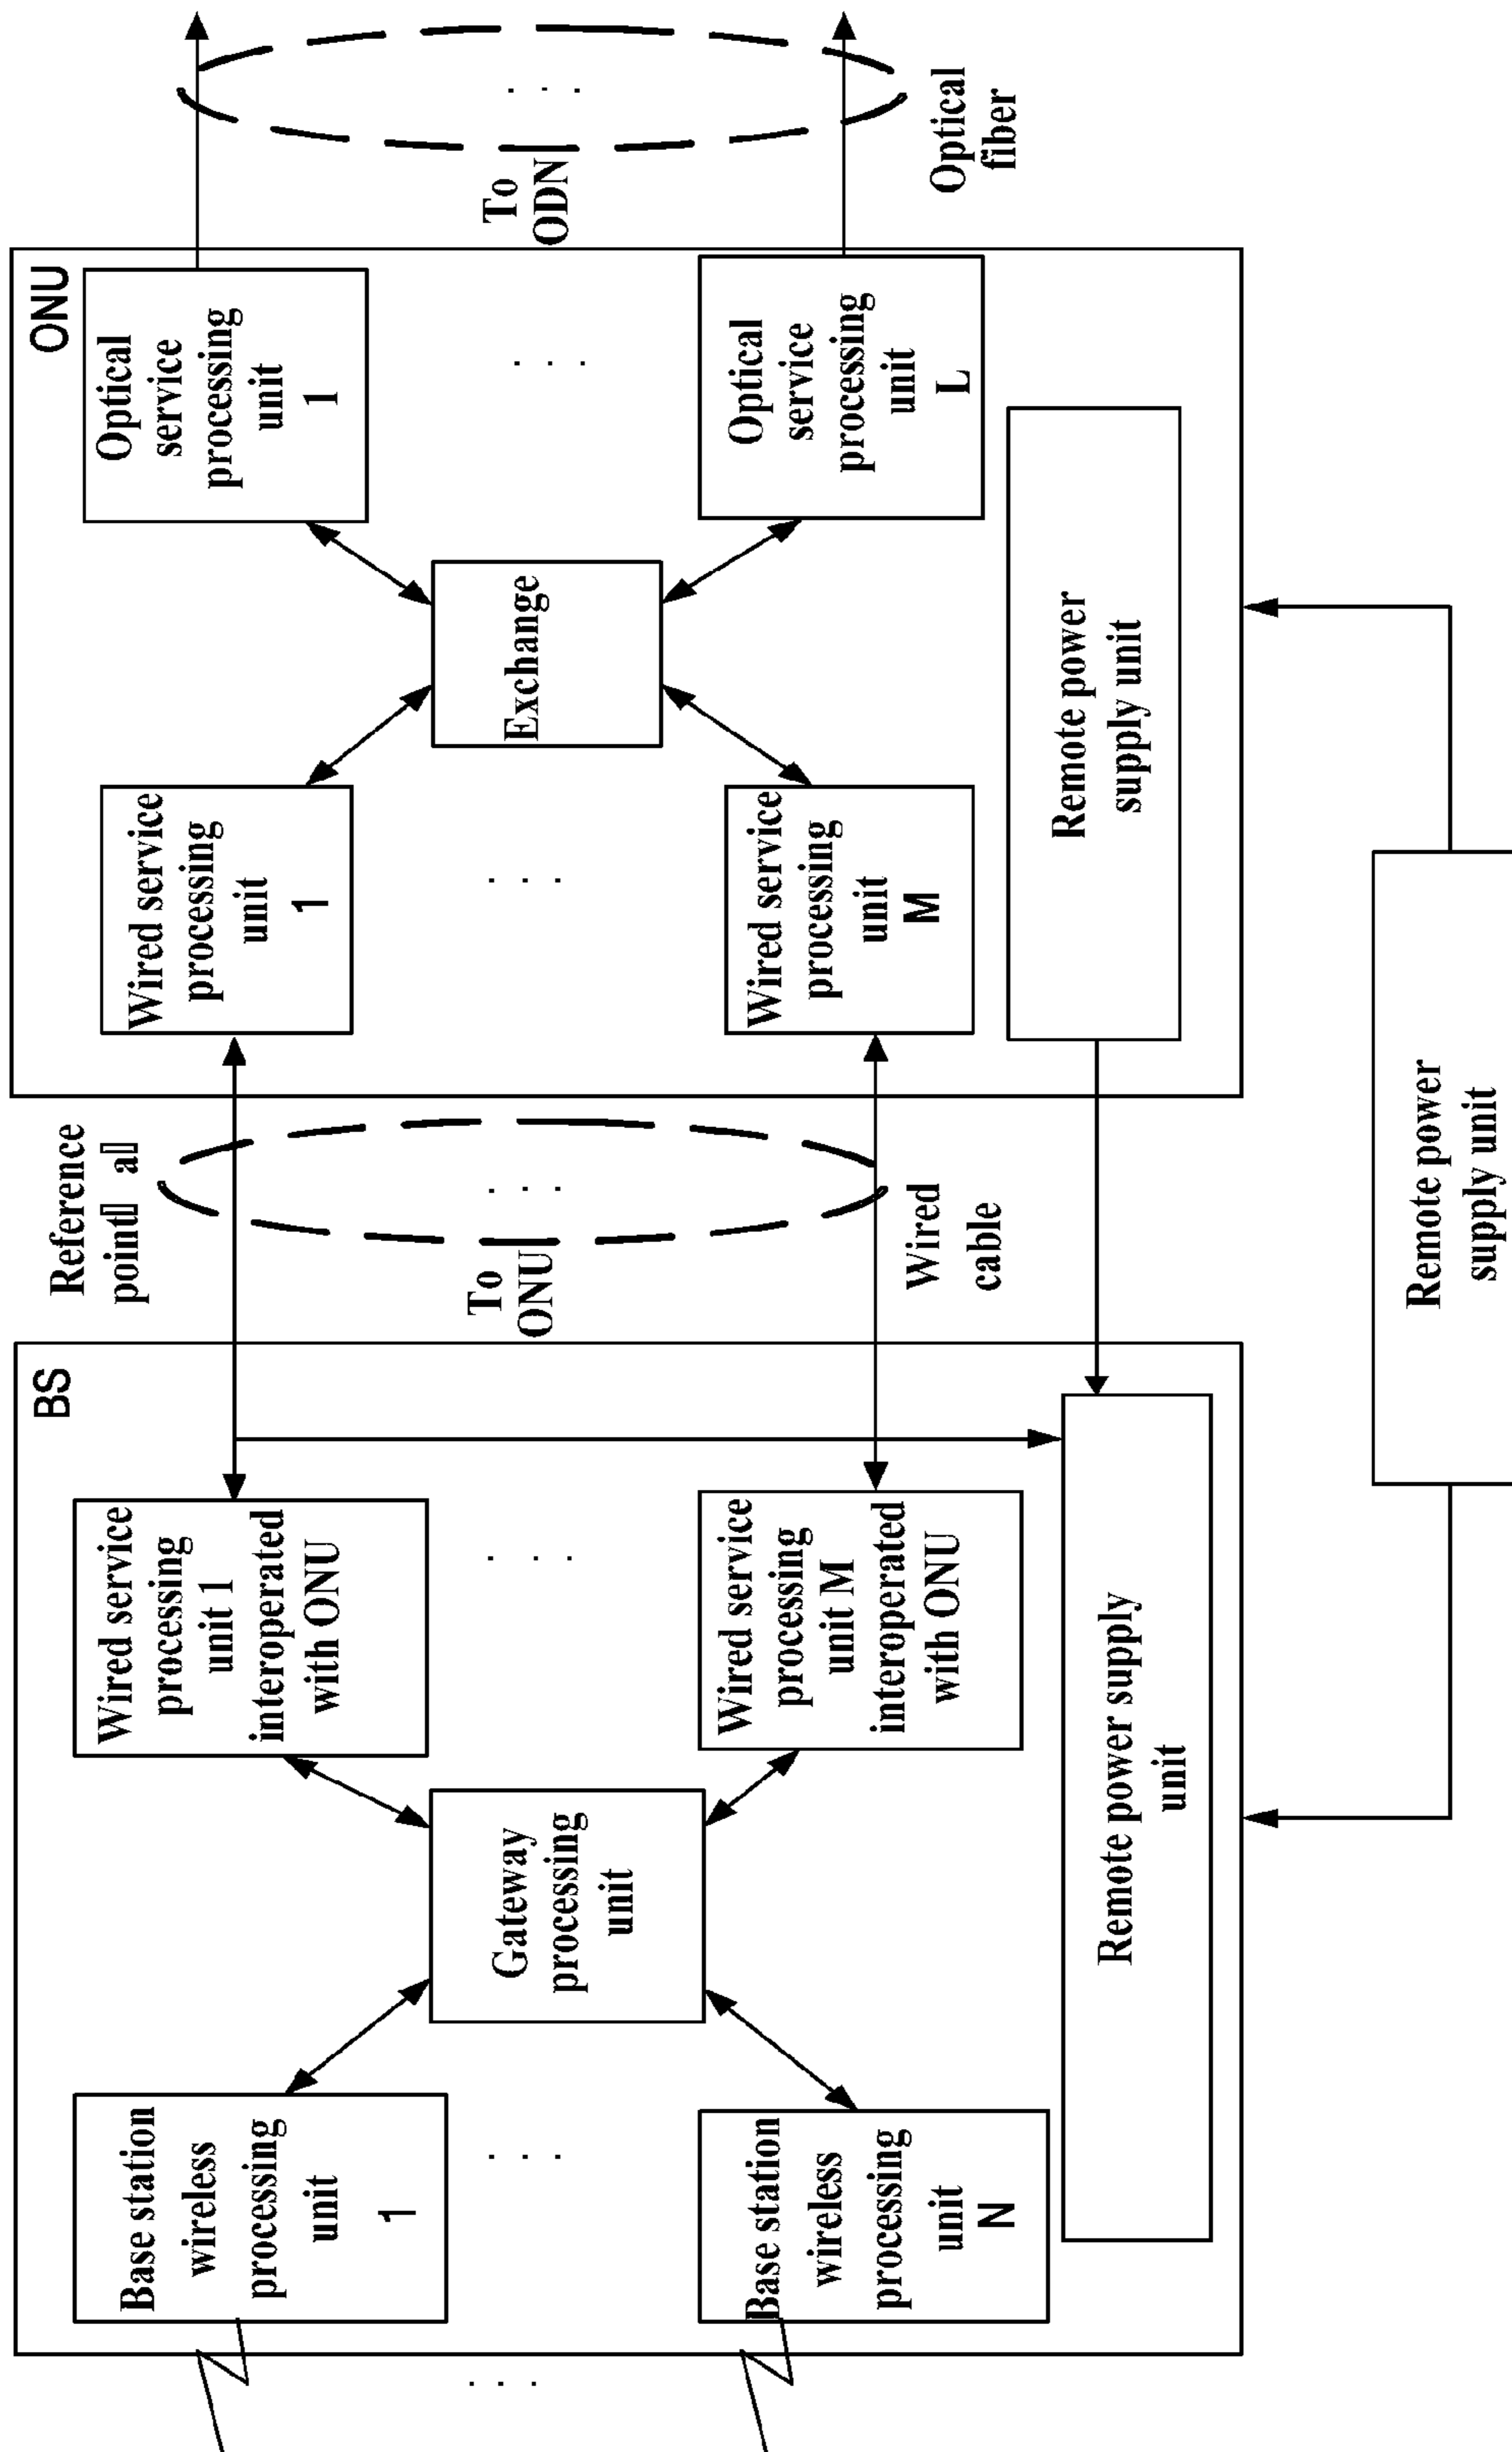 BS
Base station
wireless
processing
unit
1
Base station
wireless
processing
unit
N
Gateway
processing
unit
Wired service
processing
unit 1
interoperated
with ONU
Wired service
processing
unit M
interoperated
with ONU
Remote power supply
unit
Reference
point a
To
ONU
Wired
cable
ONU
Wired service
processing
unit
1
Wired service
processing
unit
M
Exchange
Optical
service
processing
unit
1
Optical
service
processing
unit
L
Remote power
supply unit
To
ODN
Optical
fiber
Remote power
supply unit